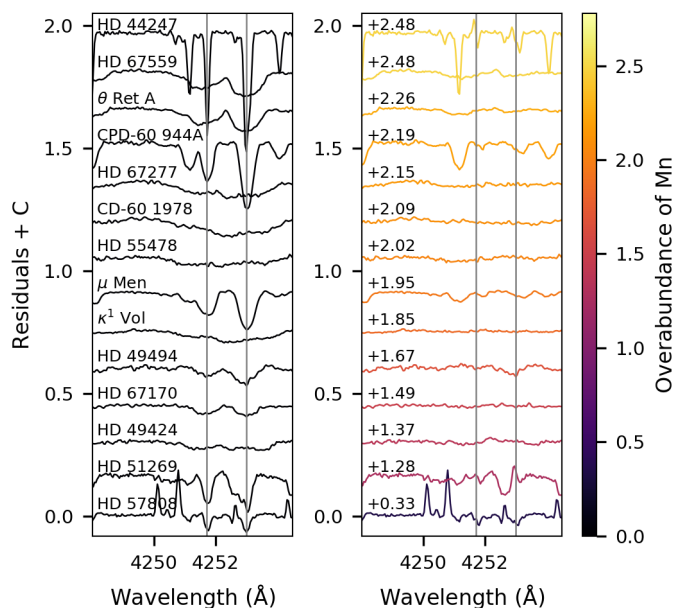 2.0
1.5
1.0
0.5
0.0
Residuals + C
HD 44247
HD 67559
θ Ret A
CPD-60 944A
HD 67277
CD-60 1978
HD 55478
μ Men
κ¹ Vol
HD 49494
HD 67170
HD 49424
HD 51269
HD 57808
4250 4252
Wavelength (Å)
2.0
1.5
1.0
0.5
0.0
+2.48
+2.48
+2.26
+2.19
+2.15
+2.09
+2.02
+1.95
+1.85
+1.67
+1.49
+1.37
+1.28
+0.33
4250 4252
Wavelength (Å)
2.5
2.0
1.5
1.0
0.5
0.0
Overabundance of Mn